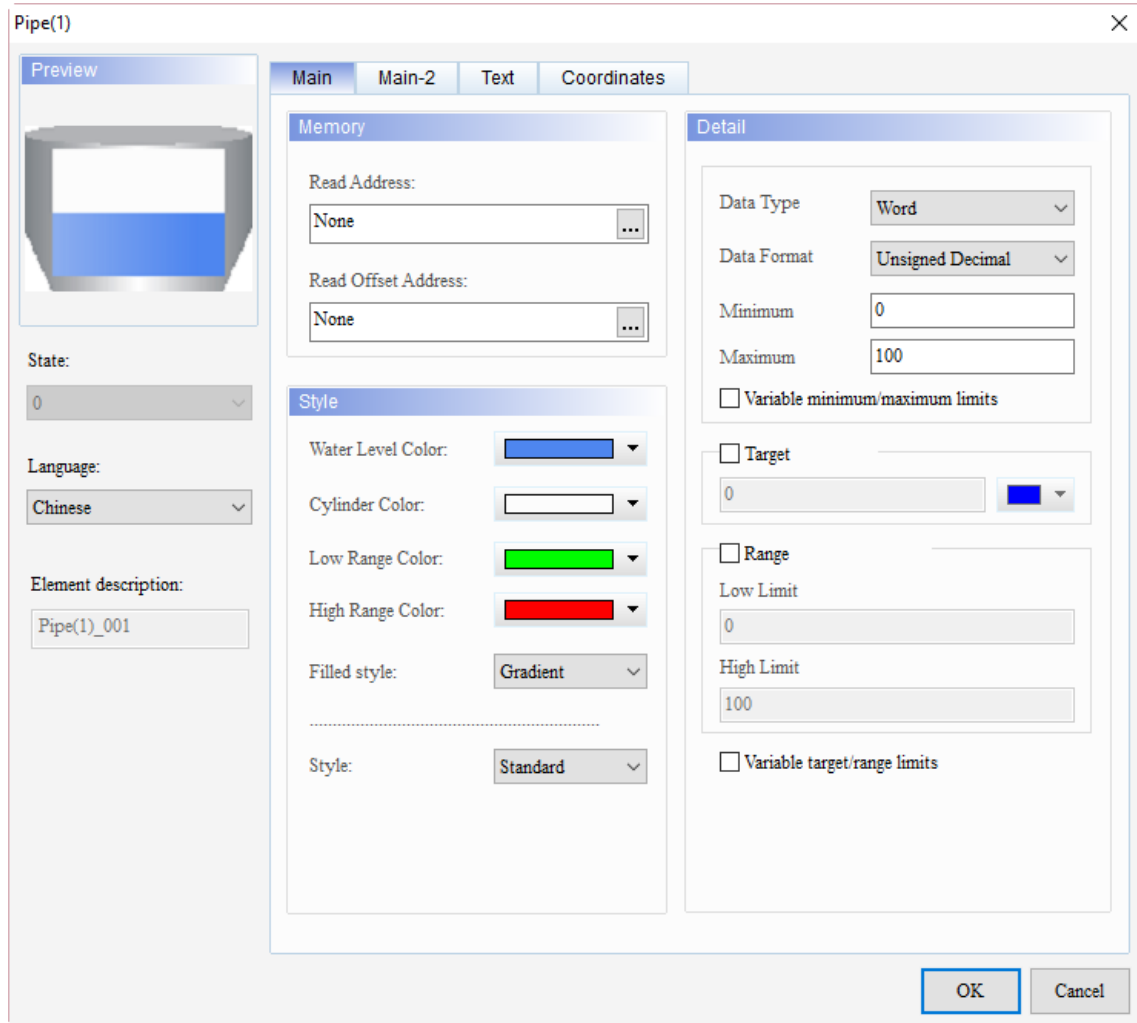 Pipe(1)
Preview
State:
0
Language:
Chinese
Element description:
Pipe(1)_001
Main Main-2 Text Coordinates
Memory
Read Address:
None
...
Read Offset Address:
None
...
Style
Water Level Color:
Cylinder Color:
Low Range Color:
High Range Color:
Filled style: Gradient
Style: Standard
Detail
Data Type Word
Data Format Unsigned Decimal
Minimum 0
Maximum 100
Variable minimum/maximum limits
Target
0
Range
Low Limit
0
High Limit
100
Variable target/range limits
OK Cancel